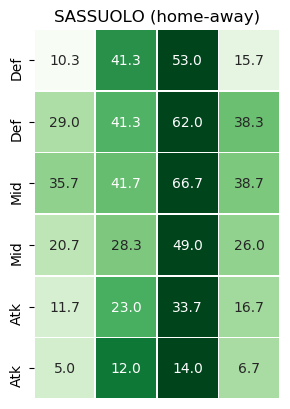 SASSUOLO (home-away)
Def 10.3 41.3 53.0 15.7
Def 29.0 41.3 62.0 38.3
Mid 35.7 41.7 66.7 38.7
Mid 20.7 28.3 49.0 26.0
Atk 11.7 23.0 33.7 16.7
Atk 5.0 12.0 14.0 6.7